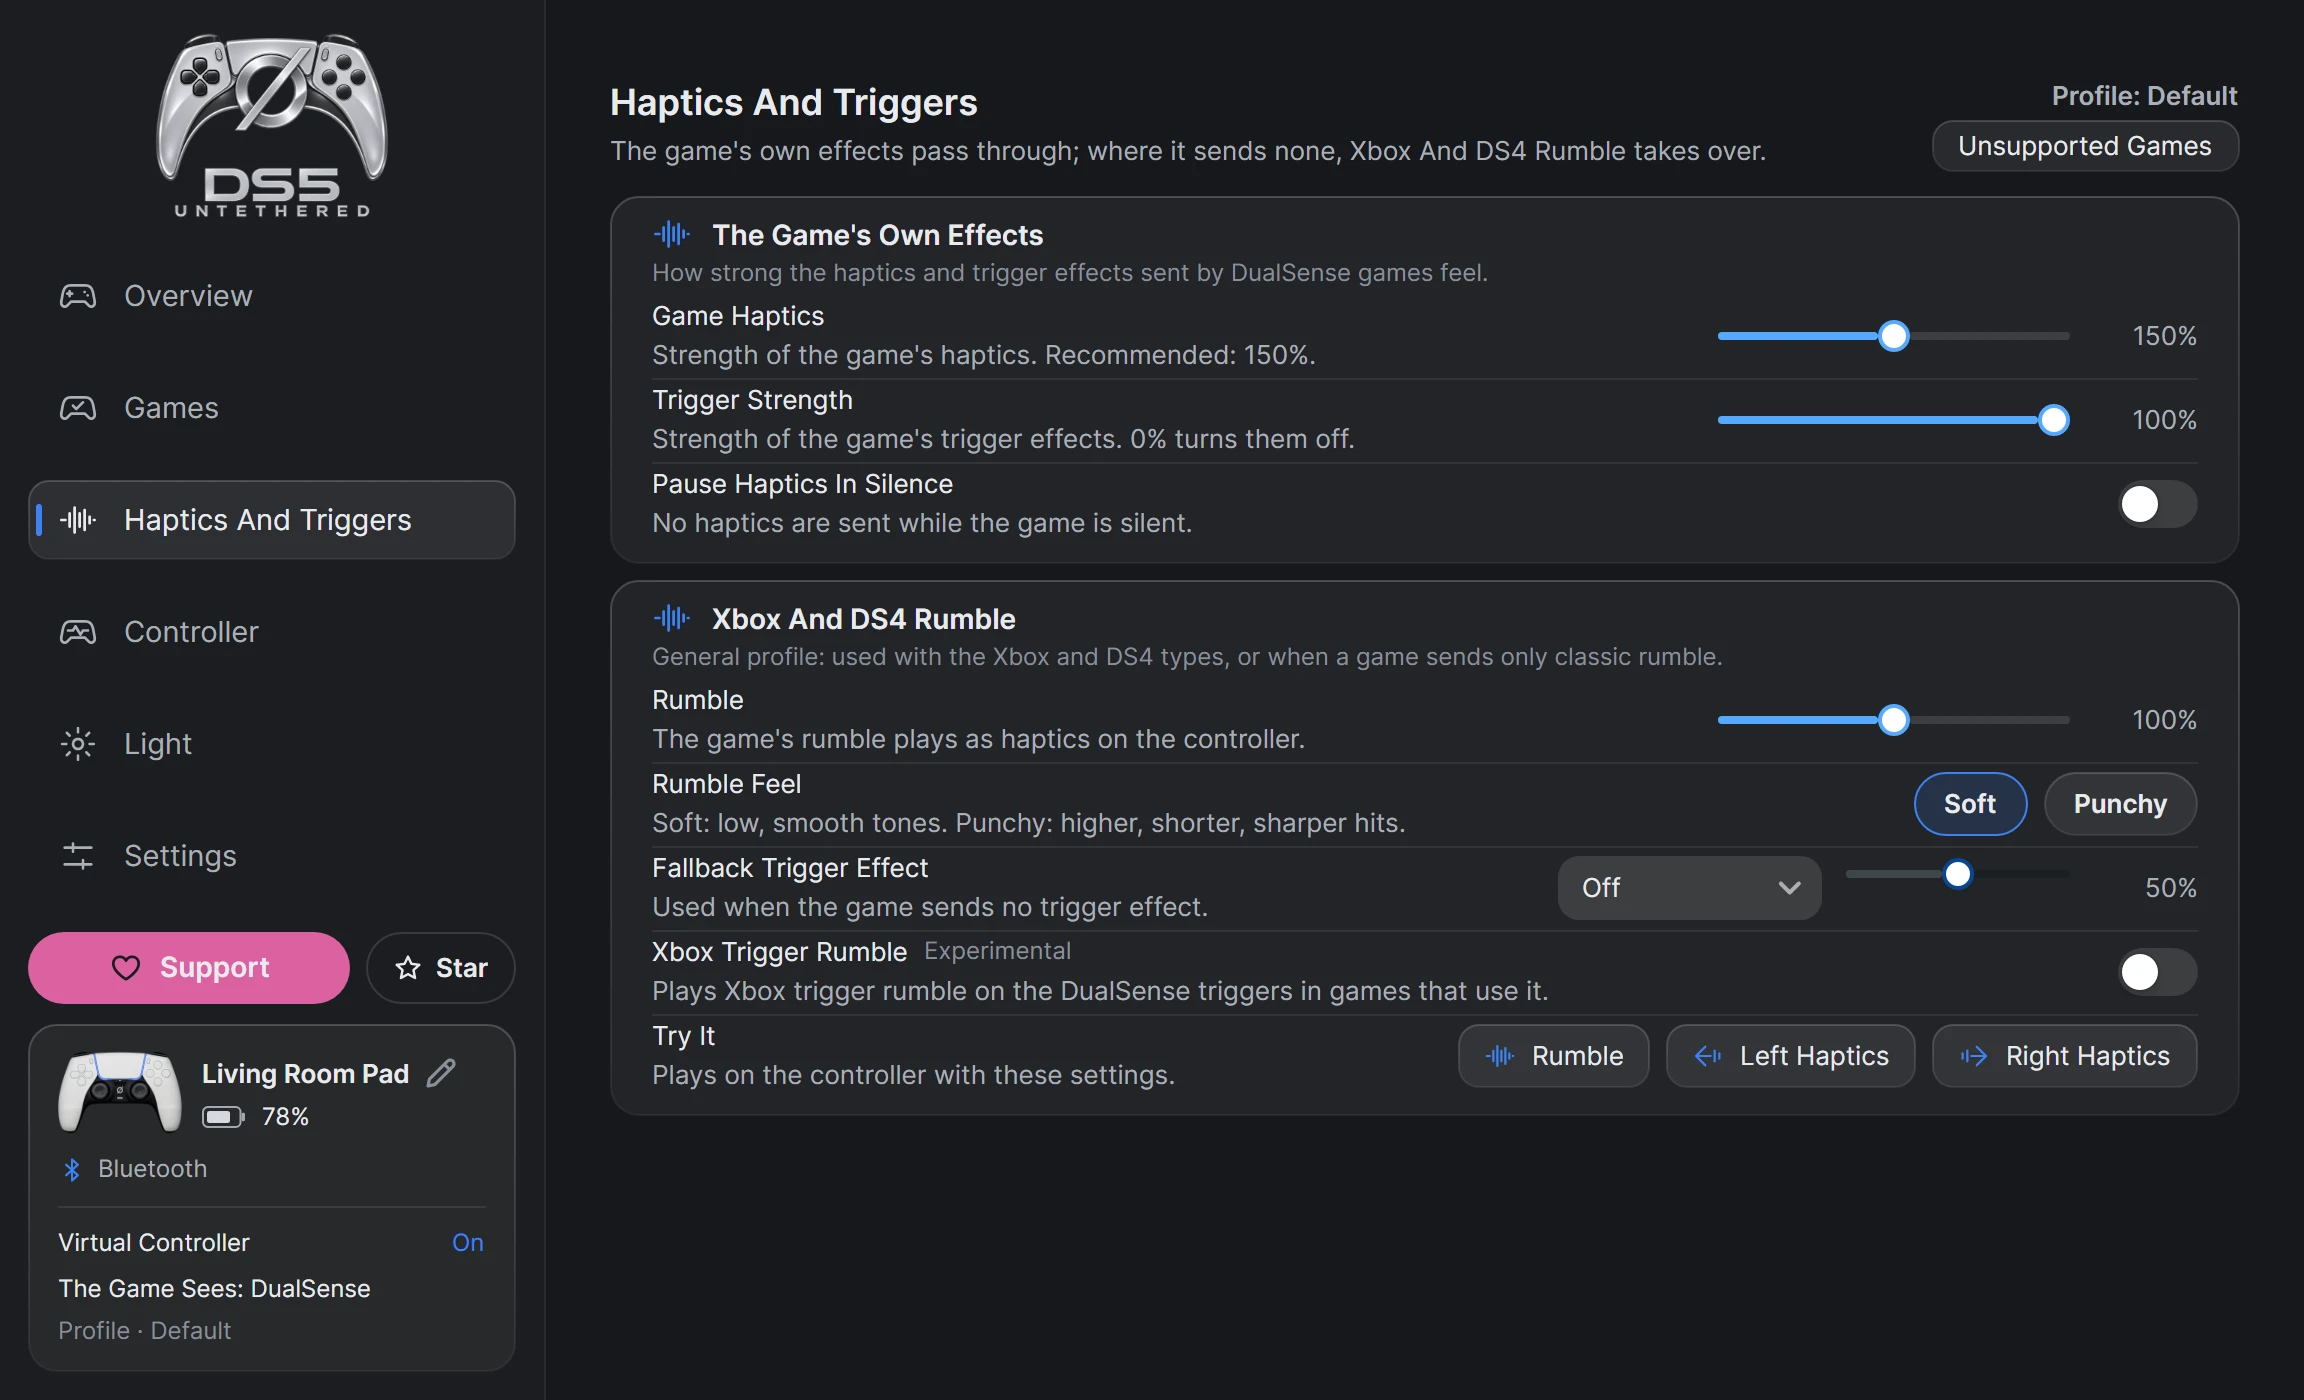 DS5
UNTETHERED
Overview
Games
Haptics And Triggers
Controller
Light
Settings
Support
Star
Living Room Pad
78%
Bluetooth
Virtual Controller On
The Game Sees: DualSense
Profile · Default
Haptics And Triggers
The game's own effects pass through; where it sends none, Xbox And DS4 Rumble takes over.
Profile: Default
Unsupported Games
The Game's Own Effects
How strong the haptics and trigger effects sent by DualSense games feel.
Game Haptics
Strength of the game's haptics. Recommended: 150%.
150%
Trigger Strength
Strength of the game's trigger effects. 0% turns them off.
100%
Pause Haptics In Silence
No haptics are sent while the game is silent.
Xbox And DS4 Rumble
General profile: used with the Xbox and DS4 types, or when a game sends only classic rumble.
Rumble
The game's rumble plays as haptics on the controller.
100%
Rumble Feel
Soft: low, smooth tones. Punchy: higher, shorter, sharper hits.
Soft Punchy
Fallback Trigger Effect
Used when the game sends no trigger effect.
Off 50%
Xbox Trigger Rumble Experimental
Plays Xbox trigger rumble on the DualSense triggers in games that use it.
Try It
Plays on the controller with these settings.
Rumble Left Haptics Right Haptics